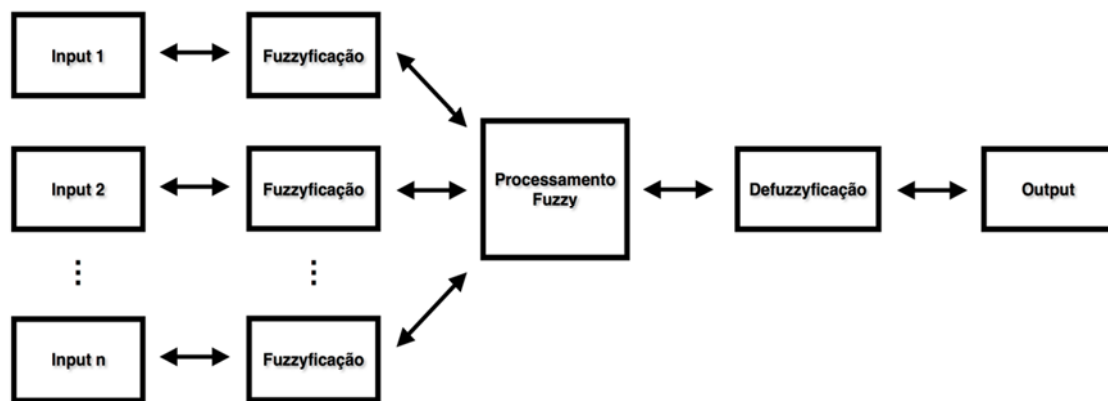 Input 1
Fuzzyficação
Input 2
Fuzzyficação
Processamento
Fuzzy
Defuzzyficação
Output
Input n
Fuzzyficação